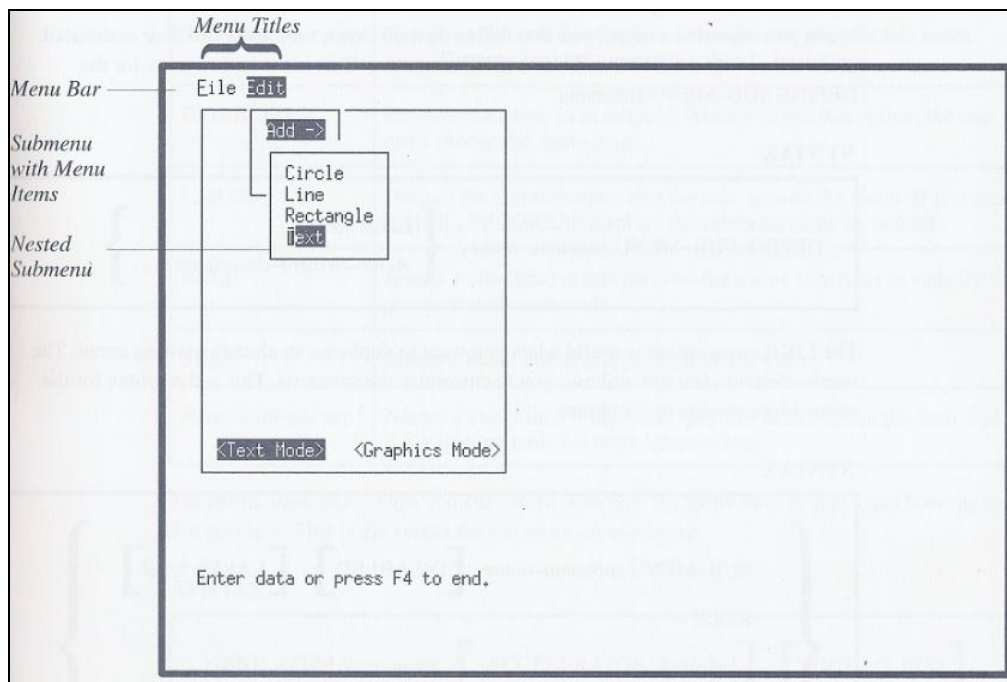 Menu Titles
Menu Bar
File Edit
Add ->
Submenu
with Menu
Items
Circle
Line
Rectangle
Text
Nested
Submenu
<Text Mode> <Graphics Mode>
Enter data or press F4 to end.